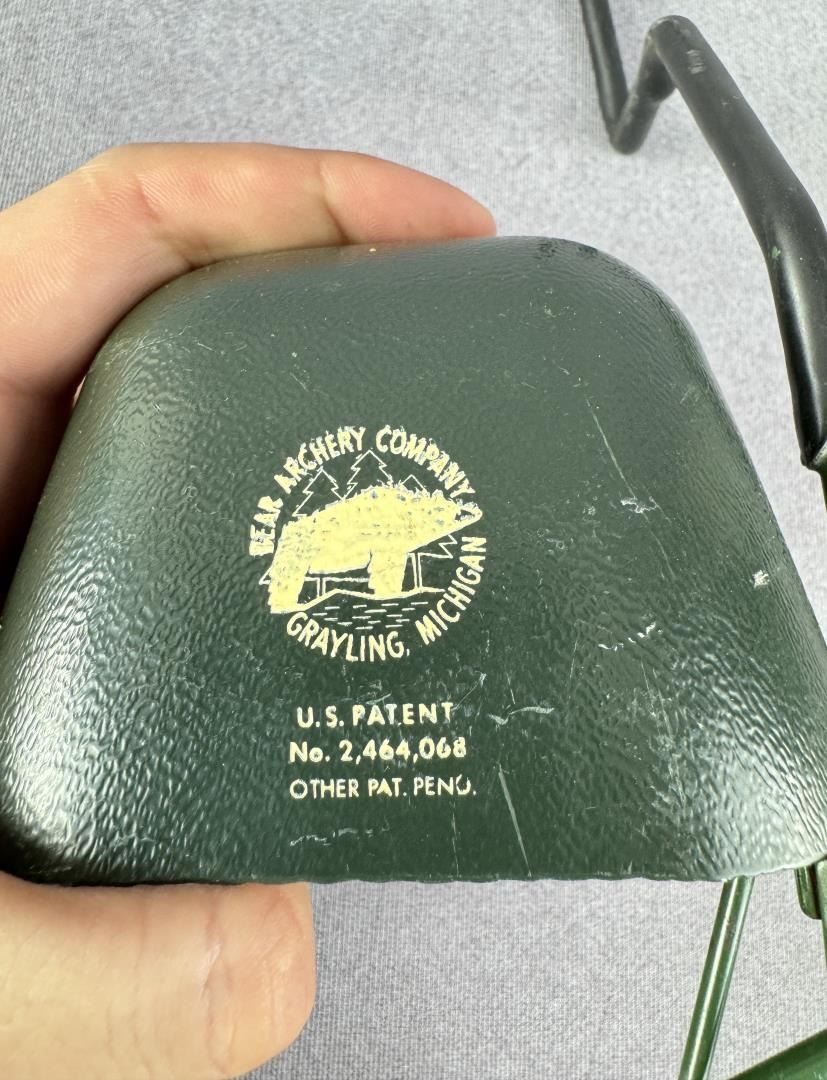 BEAR ARCHERY COMPANY
GRAYLING, MICHIGAN
U.S. PATENT
No. 2,464,068
OTHER PAT. PEND.